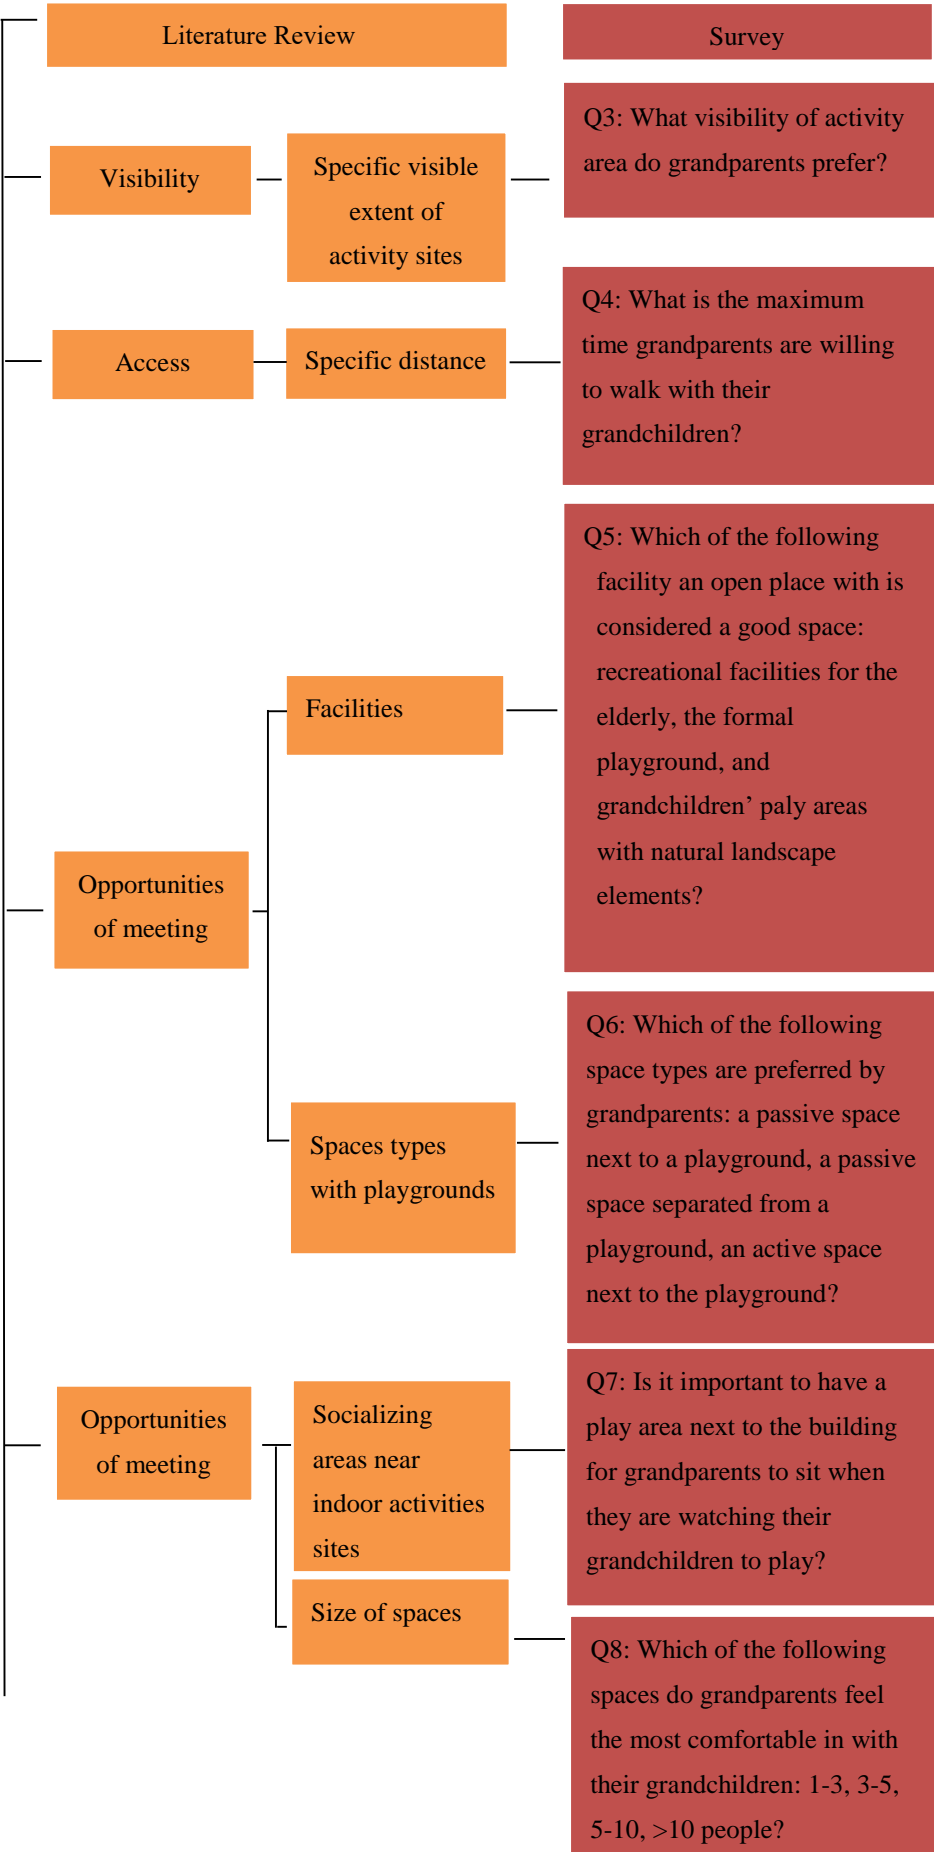 Literature Review
Survey
Visibility
Specific visible
extent of
activity sites
Q3: What visibility of activity
area do grandparents prefer?
Access
Specific distance
Q4: What is the maximum
time grandparents are willing
to walk with their
grandchildren?
Opportunities
of meeting
Facilities
Q5: Which of the following
facility an open place with is
considered a good space:
recreational facilities for the
elderly, the formal
playground, and
grandchildren’ paly areas
with natural landscape
elements?
Spaces types
with playgrounds
Q6: Which of the following
space types are preferred by
grandparents: a passive space
next to a playground, a passive
space separated from a
playground, an active space
next to the playground?
Opportunities
of meeting
Socializing
areas near
indoor activities
sites
Q7: Is it important to have a
play area next to the building
for grandparents to sit when
they are watching their
grandchildren to play?
Size of spaces
Q8: Which of the following
spaces do grandparents feel
the most comfortable in with
their grandchildren: 1-3, 3-5,
5-10, >10 people?